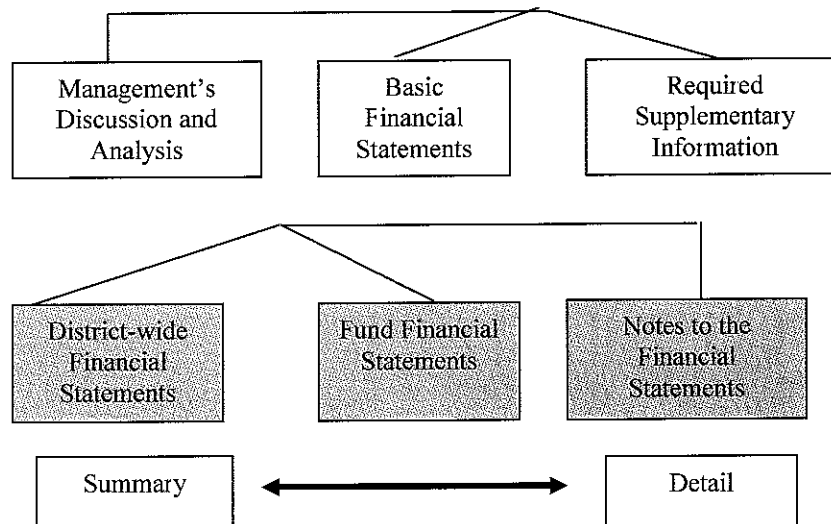 Management's
Discussion and
Analysis
Basic
Financial
Statements
Required
Supplementary
Information
District-wide
Financial
Statements
Fund Financial
Statements
Notes to the
Financial
Statements
Summary
Detail